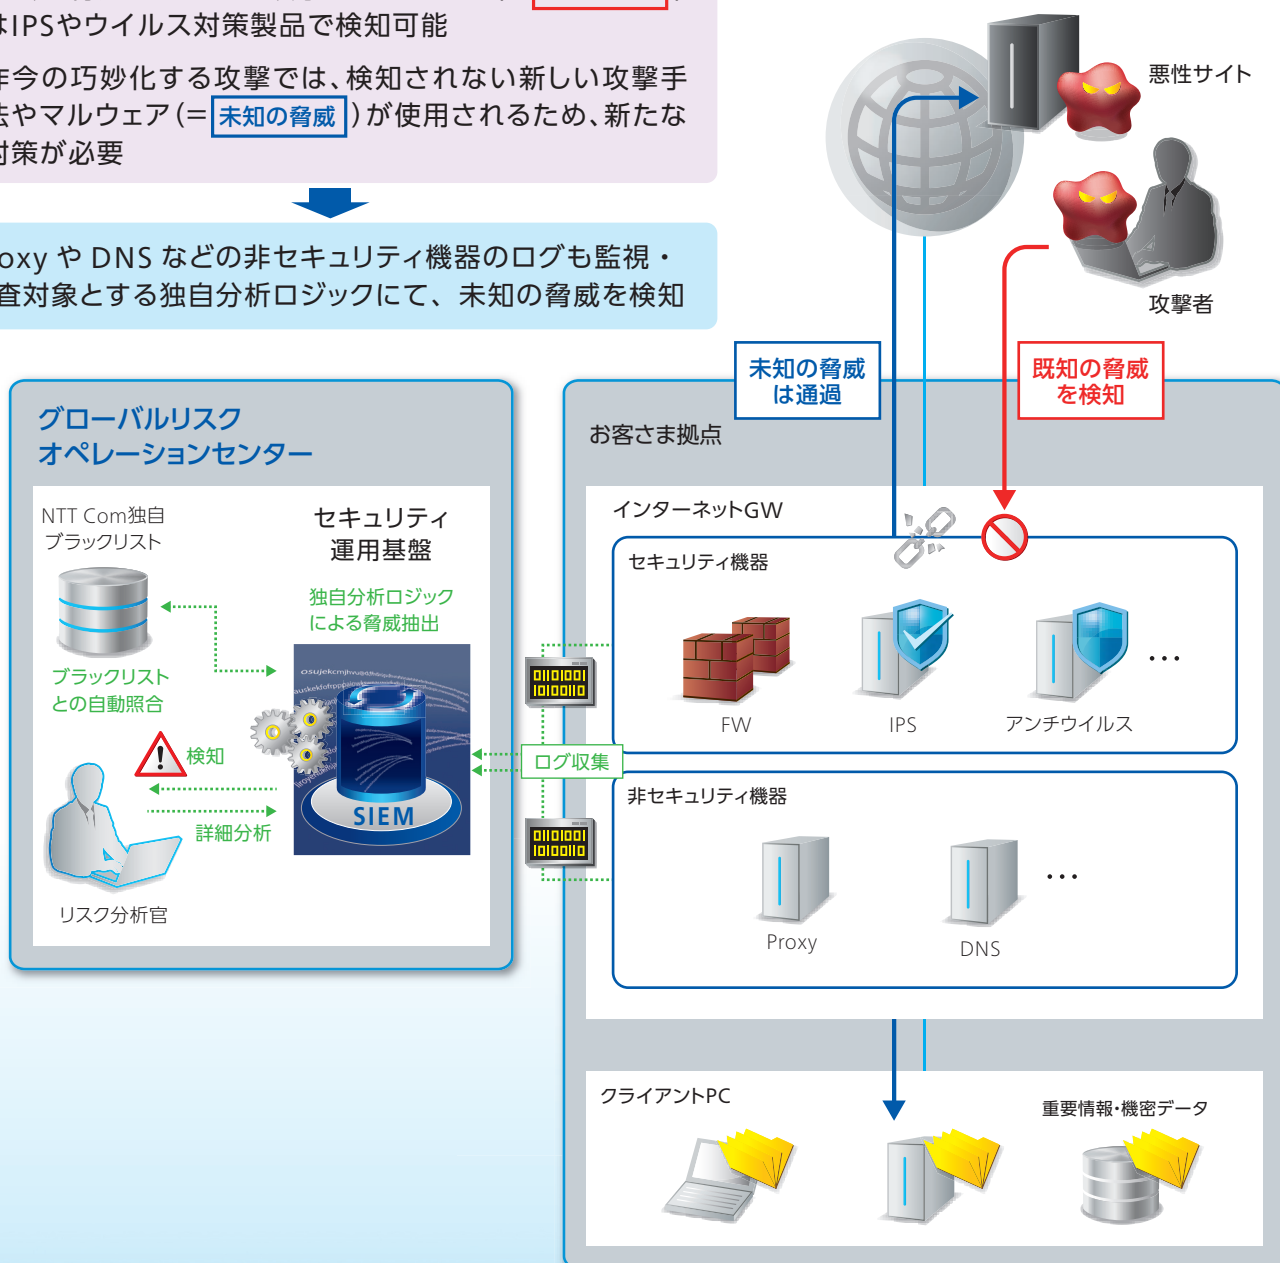 はIPSやウイルス対策製品で検知可能
昨今の巧妙化する攻撃では、検知されない新しい攻撃手
法やマルウェア(=未知の脅威)が使用されるため、新たな
対策が必要
oxy や DNS などの非セキュリティ機器のログも監視・
査対象とする独自分析ロジックにて、未知の脅威を検知
悪性サイト
攻撃者
未知の脅威
は通過
既知の脅威
を検知
グローバルリスク
オペレーションセンター
NTT Com独自
ブラックリスト
セキュリティ
運用基盤
独自分析ロジック
による脅威抽出
ブラックリスト
との自動照合
検知
詳細分析
リスク分析官
asujekcmjh
SIEM
01101001
10100110
ログ収集
01101001
10100110
お客さま拠点
インターネットGW
セキュリティ機器
FW
IPS
アンチウイルス
…
非セキュリティ機器
Proxy
DNS
…
クライアントPC
重要情報・機密データ